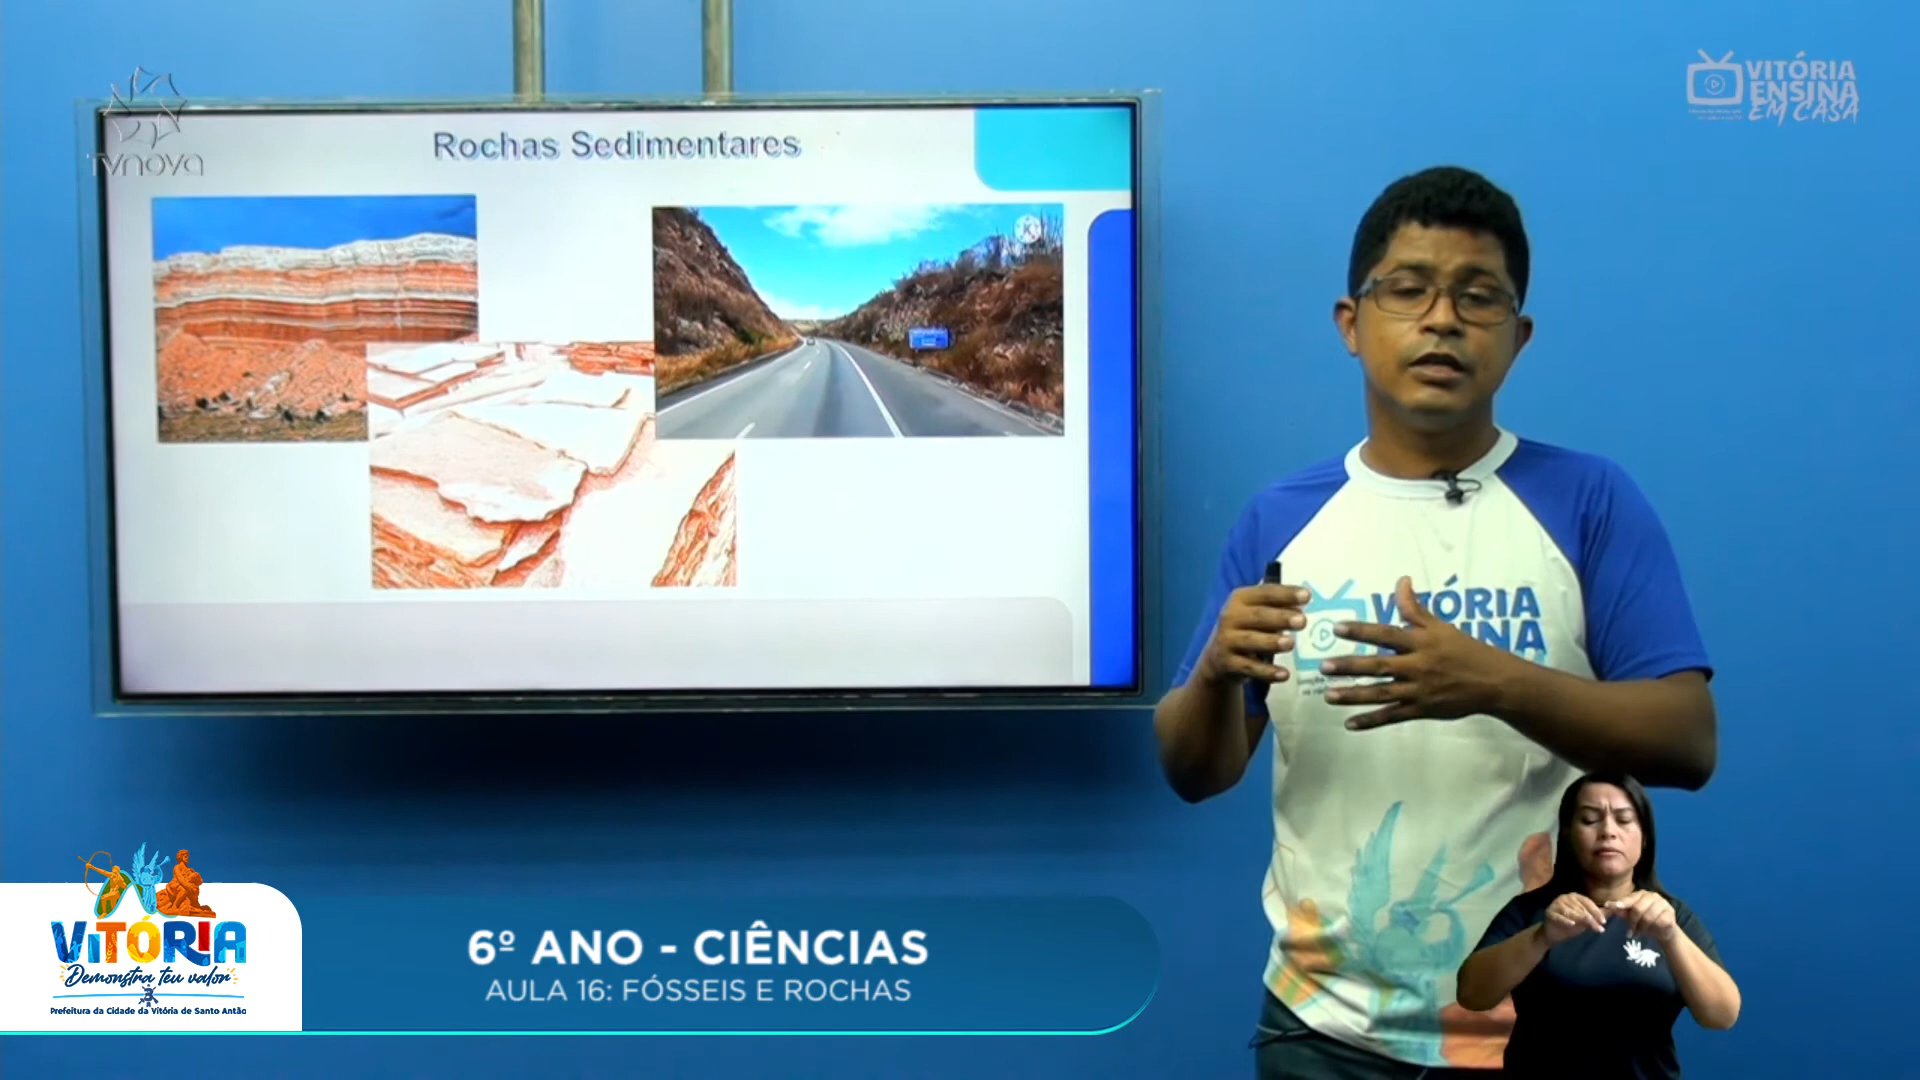 TVNOVA
Rochas Sedimentares
VITÓRIA
ENSINA
EM CASA
VITÓRIA
VITÓRIA
Demonstra teu valor
Prefeitura da Cidade da Vitória de Santo Antão
6º ANO - CIÊNCIAS
AULA 16: FÓSSEIS E ROCHAS